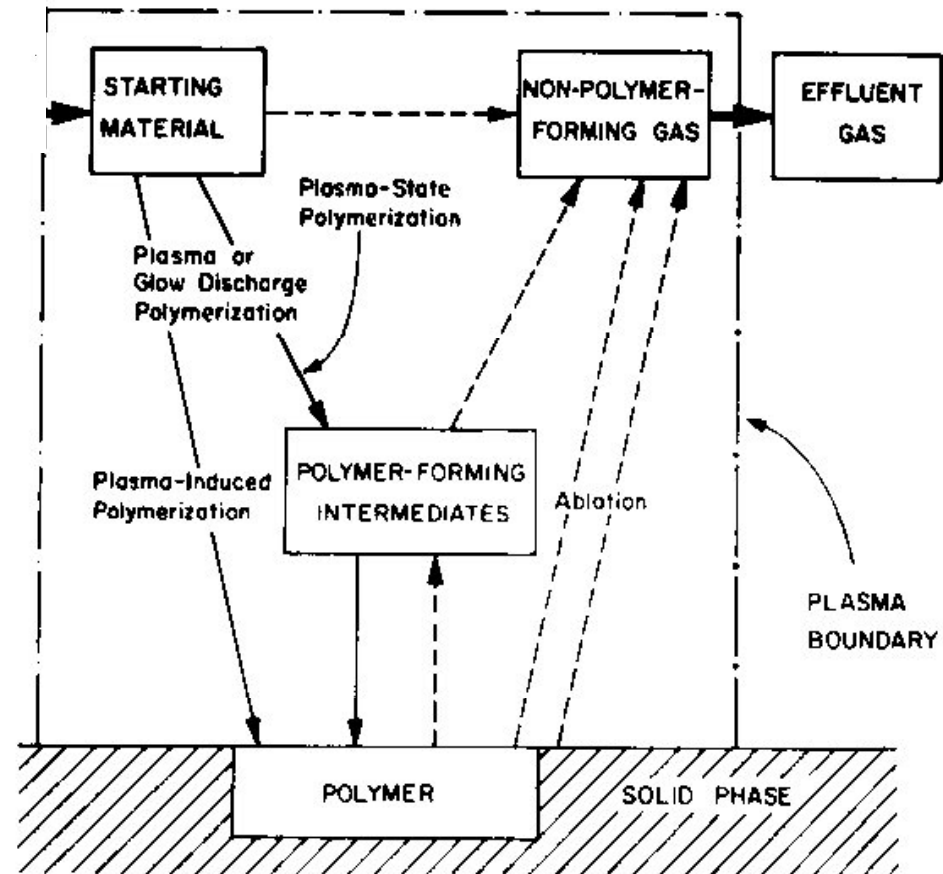 STARTING
MATERIAL
NON-POLYMER-
FORMING GAS
EFFLUENT
GAS
Plasma-State
Polymerization
Plasma or
Glow Discharge
Polymerization
Plasma-Induced
Polymerization
POLYMER-FORMING
INTERMEDIATES
Ablation
PLASMA
BOUNDARY
POLYMER
SOLID PHASE